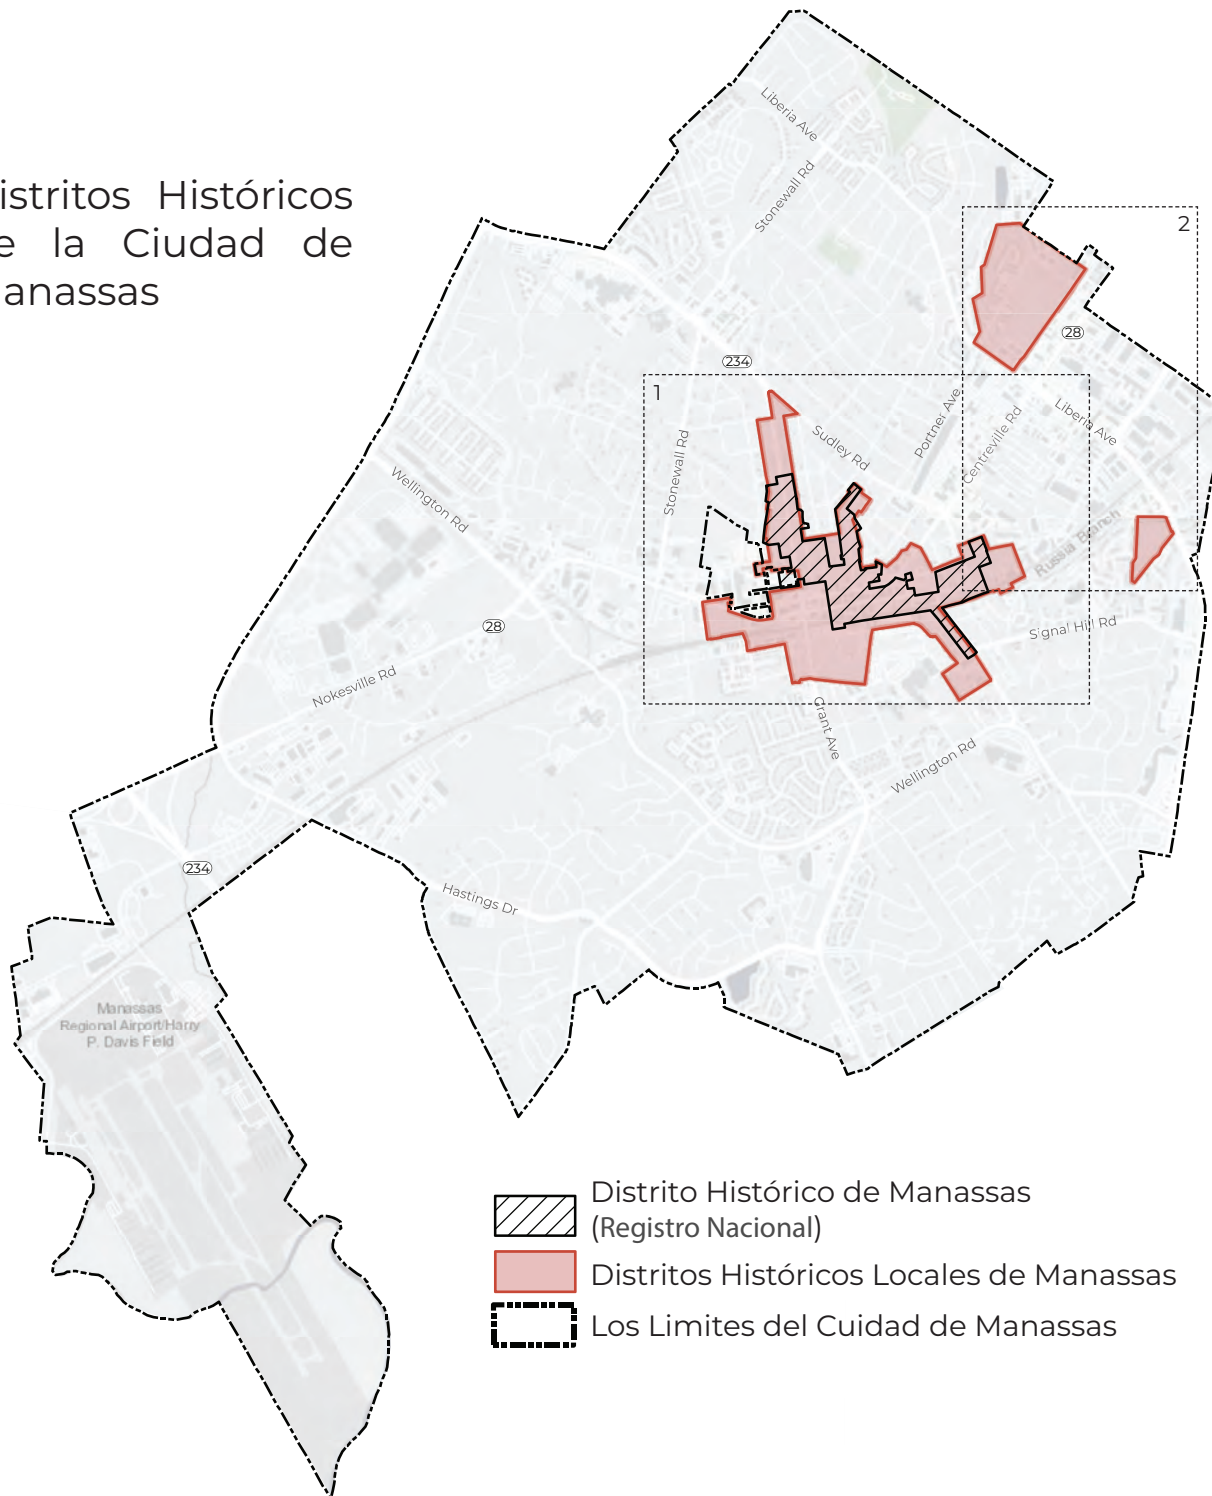 istritos Históricos
e la Ciudad de
anassas
Liberia Ave
Stonewall Rd
2
28
234
1
Portner Ave
Liberia Ave
Sudley Rd
Centreville Rd
Stonewall Rd
Wellington Rd
Russia Branch
28
Signal Hill Rd
Nokesville Rd
Grant Ave
Wellington Rd
234
Hastings Dr
Manassas
Regional Airport/Harry
P. Davis Field
Distrito Histórico de Manassas
(Registro Nacional)
Distritos Históricos Locales de Manassas
Los Limites del Cuidad de Manassas